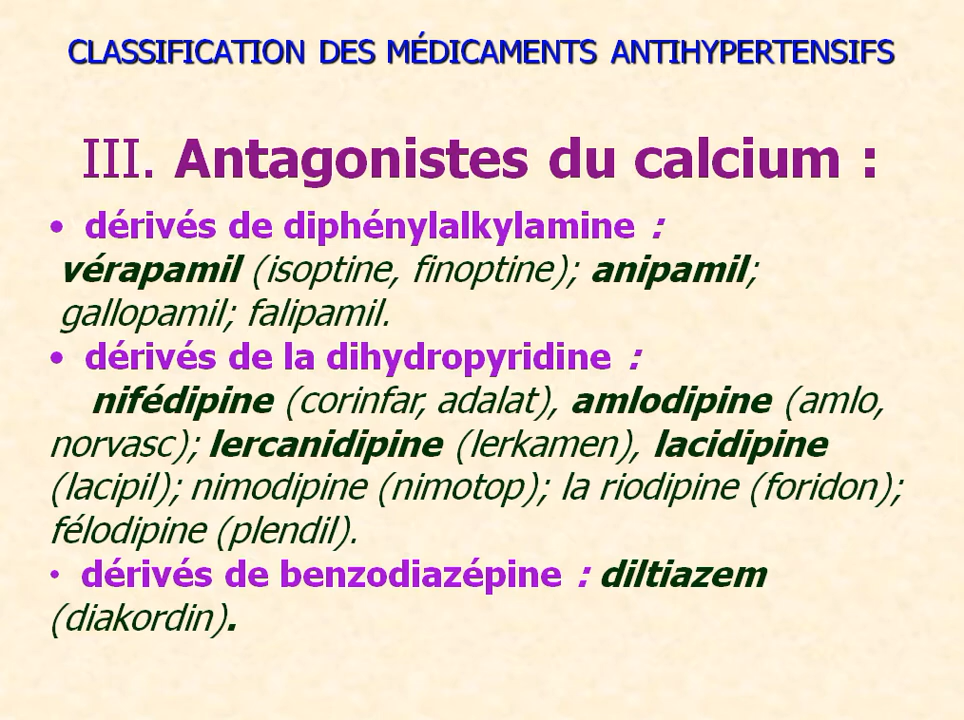 CLASSIFICATION DES MÉDICAMENTS ANTIHYPERTENSIFS
III. Antagonistes du calcium :
• dérivés de diphénylalkylamine :
vérapamil (isoptine, finoptine); anipamil;
gallopamil; falipamil.
• dérivés de la dihydropyridine :
nifédipine (corinfar, adalat), amlodipine (amlo,
norvasc); lercanidipine (lerkamen), lacidipine
(lacipil); nimodipine (nimotop); la riodipine (foridon);
félodipine (plendil).
• dérivés de benzodiazépine : diltiazem
(diakordin).